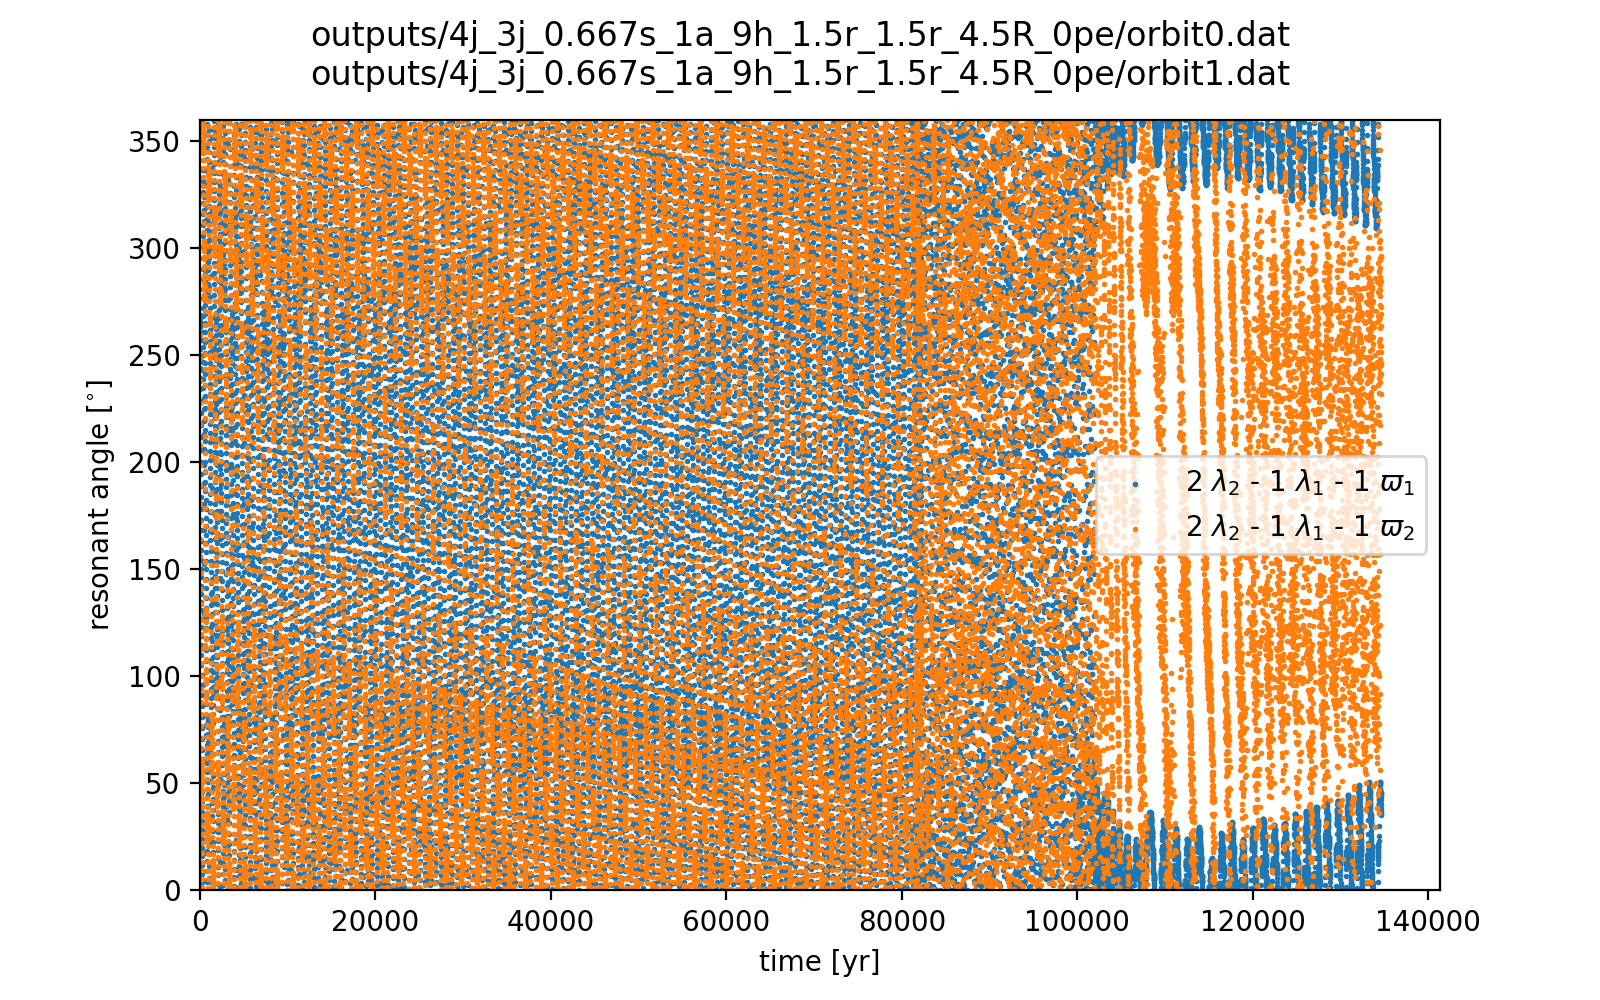 outputs/4j_3j_0.667s_1a_9h_1.5r_1.5r_4.5R_0pe/orbit0.dat
outputs/4j_3j_0.667s_1a_9h_1.5r_1.5r_4.5R_0pe/orbit1.dat
350
300
250
200
150
100
50
0
resonant angle [°]
2 λ₂ - 1 λ₁ - 1 ϖ₁
2 λ₂ - 1 λ₁ - 1 ϖ₂
0 20000 40000 60000 80000 100000 120000 140000
time [yr]